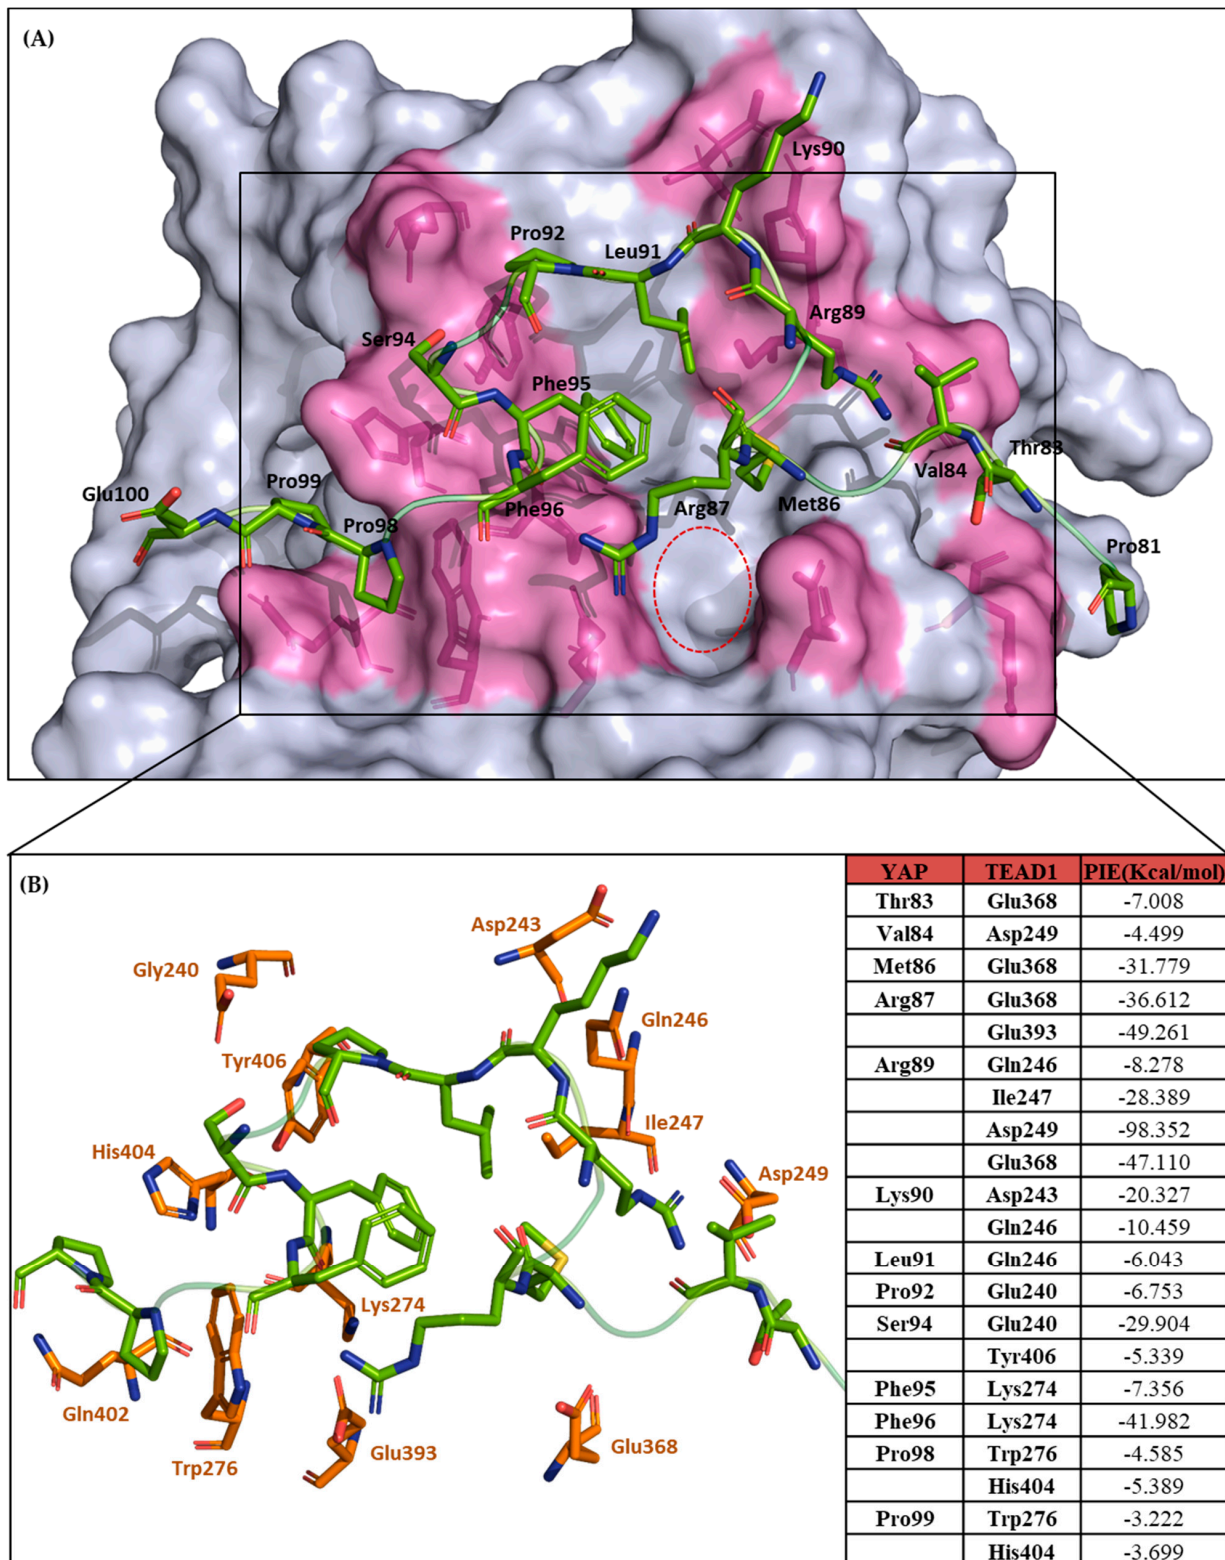 (A)
Lys90
Pro92
Leu91
Arg89
Ser94
Phe95
Thr83
Val84
Pro99
Glu100
Arg87
Met86
Phe96
Pro98
Pro81
(B)
Asp243
Gly240
Gln246
Tyr406
Ile247
His404
Asp249
Lys274
Gln402
Glu393
Glu368
Trp276
YAP TEAD1 PIE(Kcal/mol)
Thr83 Glu368 -7.008
Val84 Asp249 -4.499
Met86 Glu368 -31.779
Arg87 Glu368 -36.612
Glu393 -49.261
Arg89 Gln246 -8.278
Ile247 -28.389
Asp249 -98.352
Glu368 -47.110
Lys90 Asp243 -20.327
Gln246 -10.459
Leu91 Gln246 -6.043
Pro92 Glu240 -6.753
Ser94 Glu240 -29.904
Tyr406 -5.339
Phe95 Lys274 -7.356
Phe96 Lys274 -41.982
Pro98 Trp276 -4.585
His404 -5.389
Pro99 Trp276 -3.222
His404 -3.699